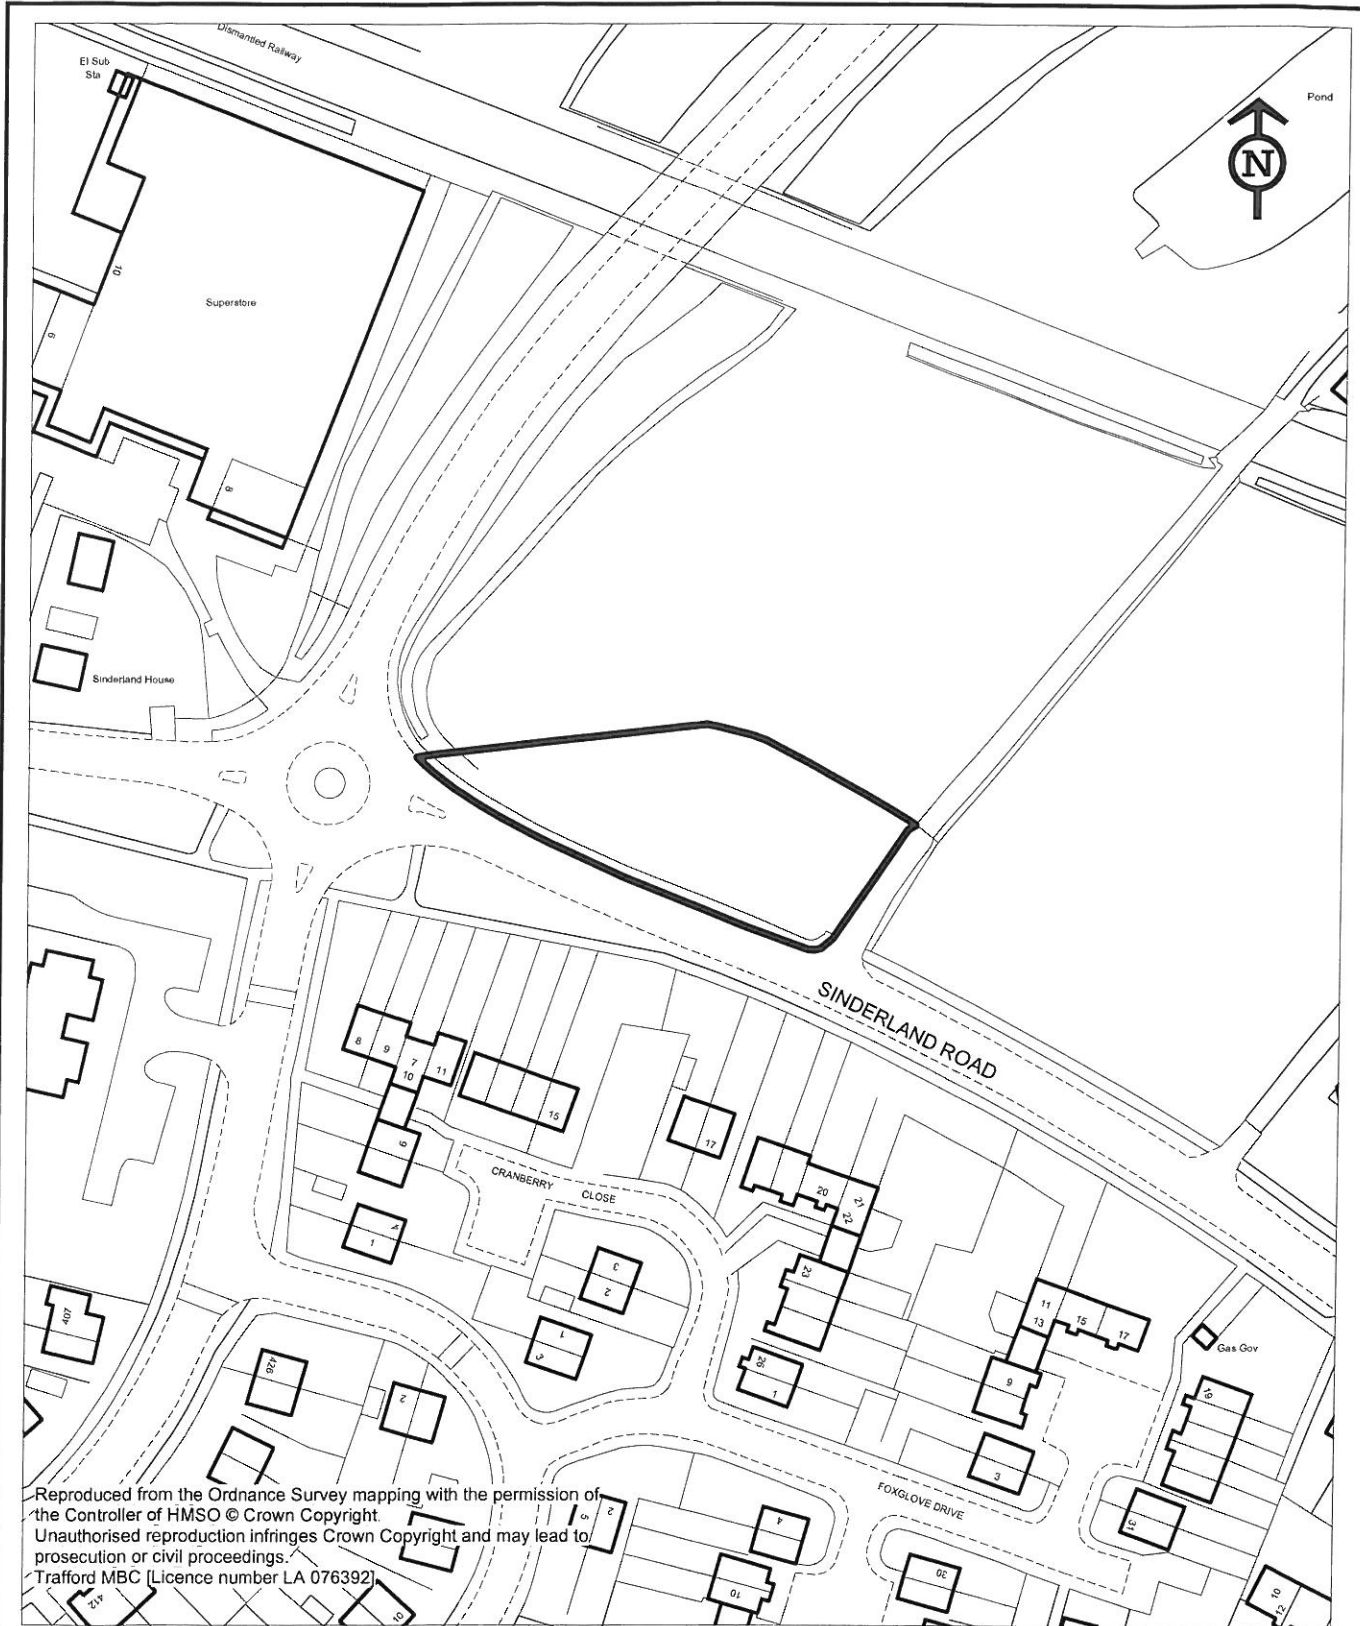 Dismantled Railway
El Sub
Sta
Pond
N
10
Superstore
6
8
Sinderland House
SINDERLAND ROAD
8
9
7
10
11
15
17
9
CRANBERRY CLOSE
20
21
22
4
1
3
2
23
11
13
15
17
Gas Gov
407
1
2
26
1
9
19
426
2
3
FOXGLOVE DRIVE
Reproduced from the Ordnance Survey mapping with the permission of
the Controller of HMSO © Crown Copyright.
Unauthorised reproduction infringes Crown Copyright and may lead to
prosecution or civil proceedings.
Trafford MBC [Licence number LA 076392]
5
2
4
31
412
10
10
30
10
12